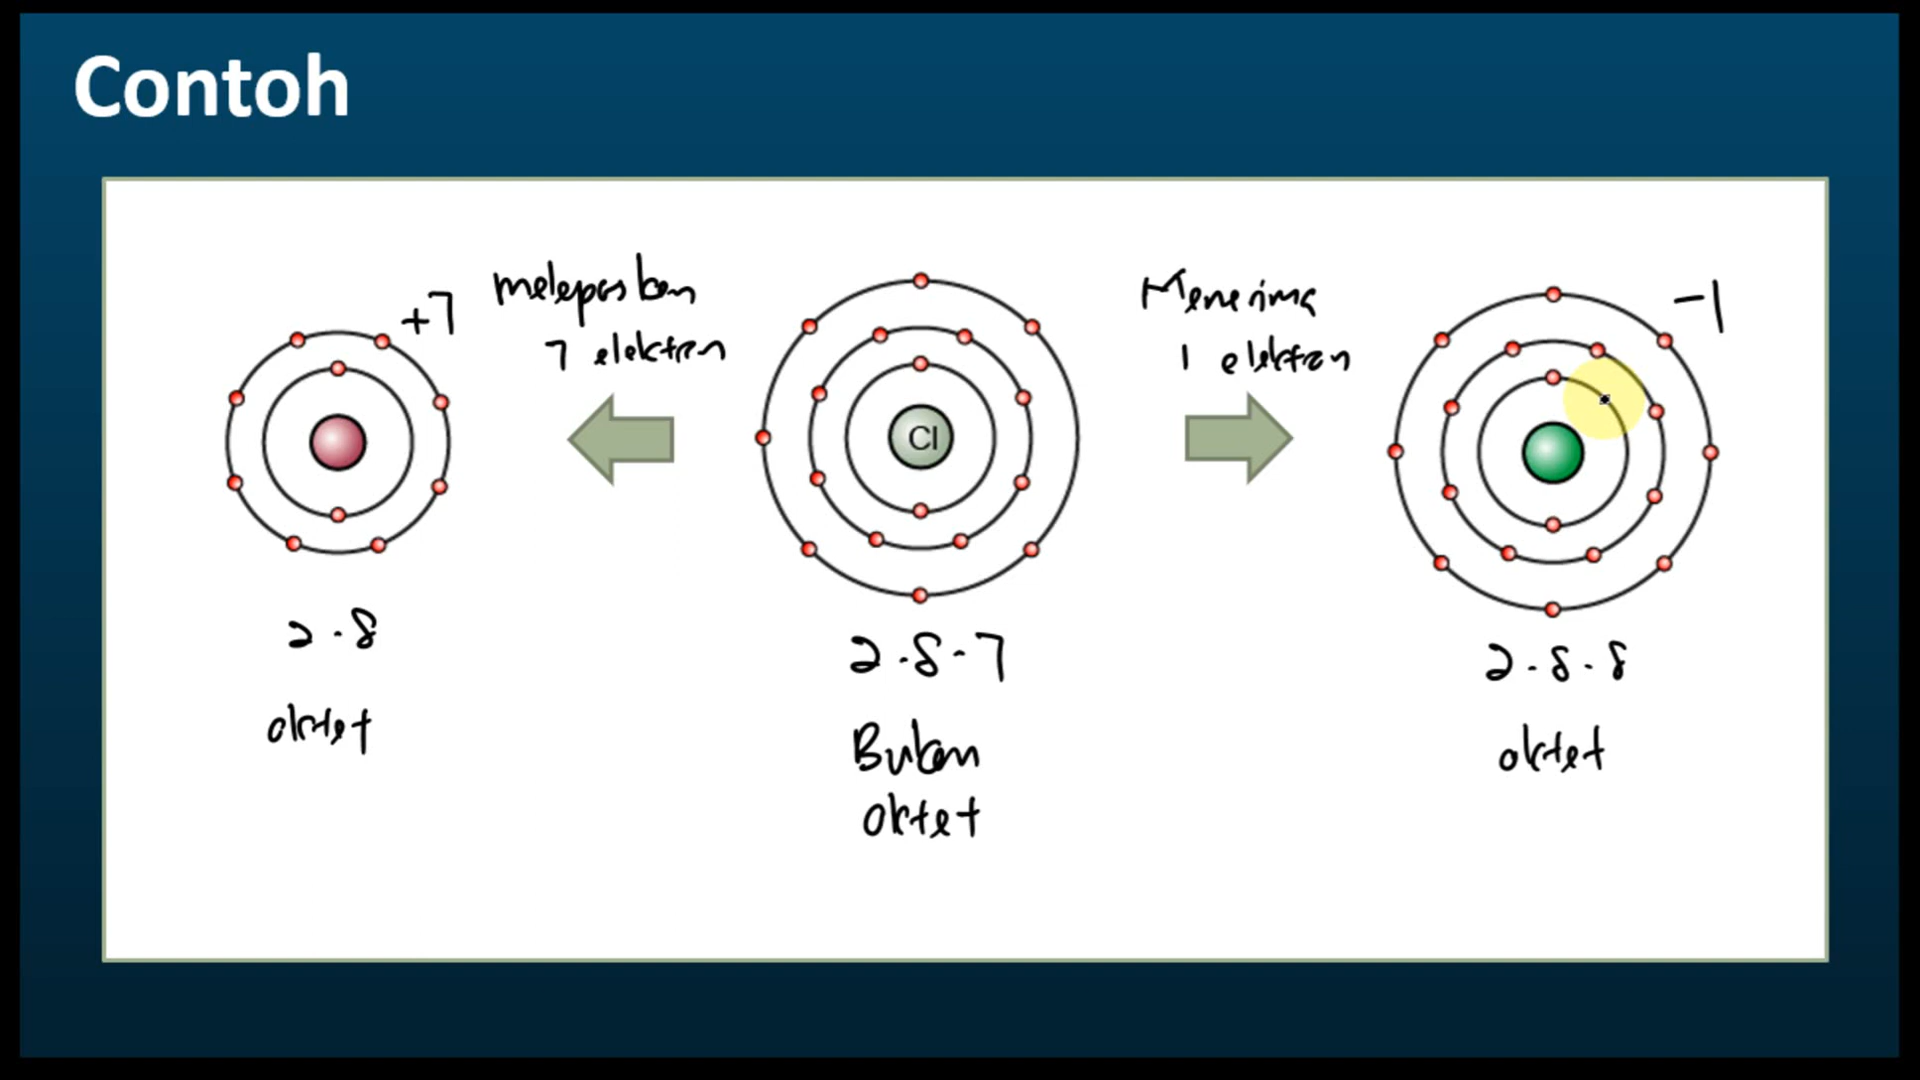 Contoh
+7
melepaskan
7 elektron
Menerima
1 elektron
-1
Cl
2.8
2.8.7
2.8.8
oktet
Bukan
oktet
oktet